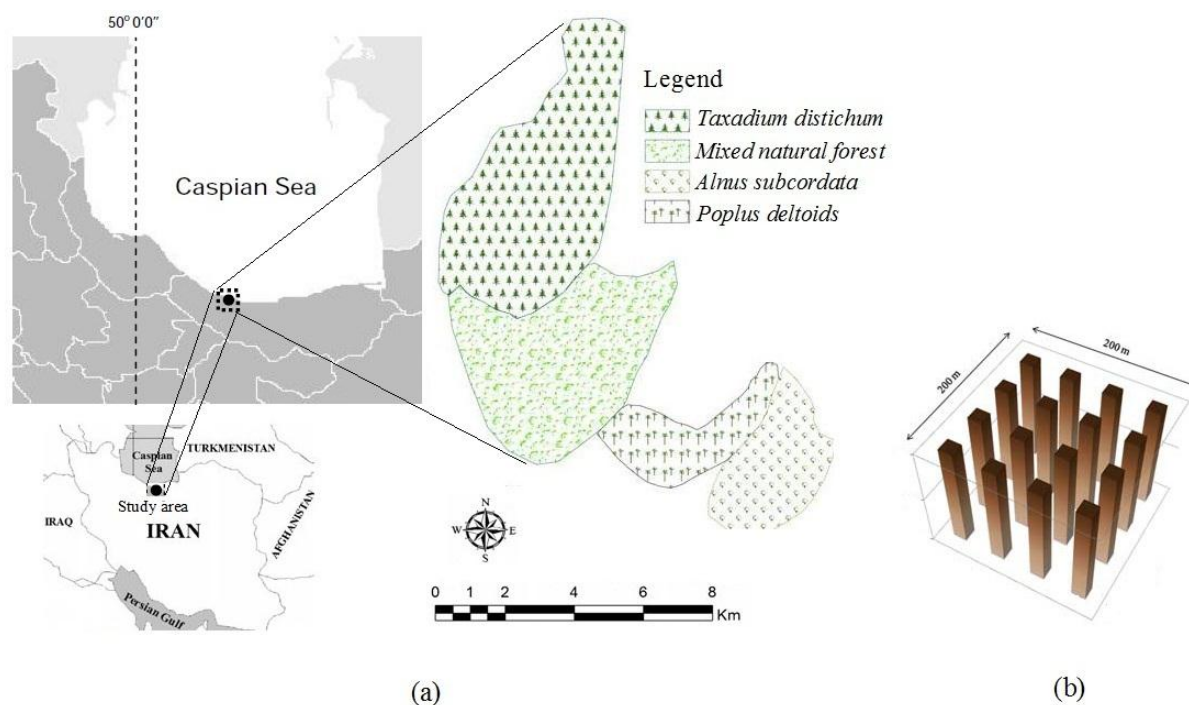 50° 0'0"
Caspian Sea
Legend
Taxadium distichum
Mixed natural forest
Alnus subcordata
Poplus deltoids
200 m
200 m
Caspian
Sea
TURKMENISTAN
Study area
IRAQ
IRAN
AFGHANISTAN
Persian Gulf
N
W
E
S
0 1 2 4 6 8
Km
(a)
(b)